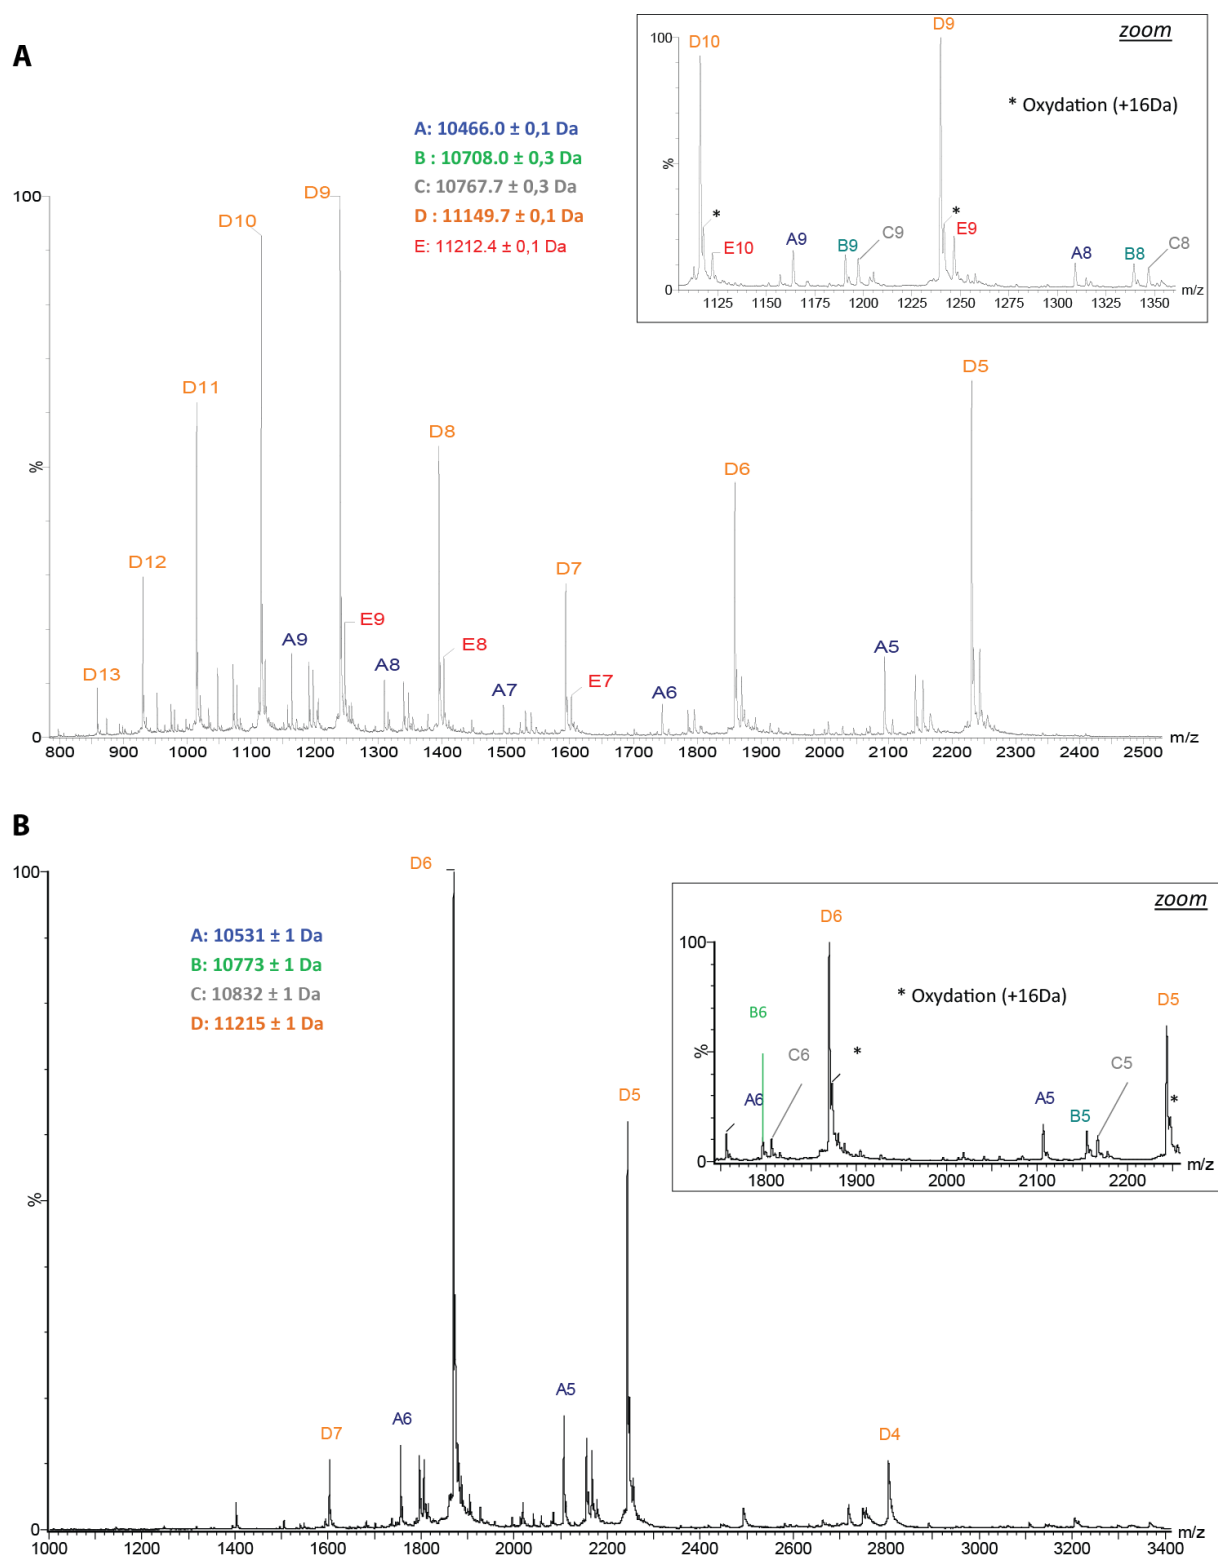 A
zoom
100
D10
D9
* Oxydation (+16Da)
%
*
*
E10
A9
B9
C9
E9
A8
B8
C8
0
1125 1150 1175 1200 1225 1250 1275 1300 1325 1350 m/z
A: 10466.0 ± 0,1 Da
B : 10708.0 ± 0,3 Da
C: 10767.7 ± 0,3 Da
D : 11149.7 ± 0,1 Da
E: 11212.4 ± 0,1 Da
100
D9
D10
D5
D11
D8
%
D6
D12
D7
E9
A9
E8
A8
A5
D13
A7
E7
A6
0
800 900 1000 1100 1200 1300 1400 1500 1600 1700 1800 1900 2000 2100 2200 2300 2400 2500 m/z
B
100
D6
zoom
A: 10531 ± 1 Da
B: 10773 ± 1 Da
C: 10832 ± 1 Da
D: 11215 ± 1 Da
100
D6
* Oxydation (+16Da)
D5
B6
%
C6
*
C5
A6
A5
B5
*
0
1800 1900 2000 2100 2200 m/z
D5
%
A5
A6
D7
D4
0
1000 1200 1400 1600 1800 2000 2200 2400 2600 2800 3000 3200 3400 m/z